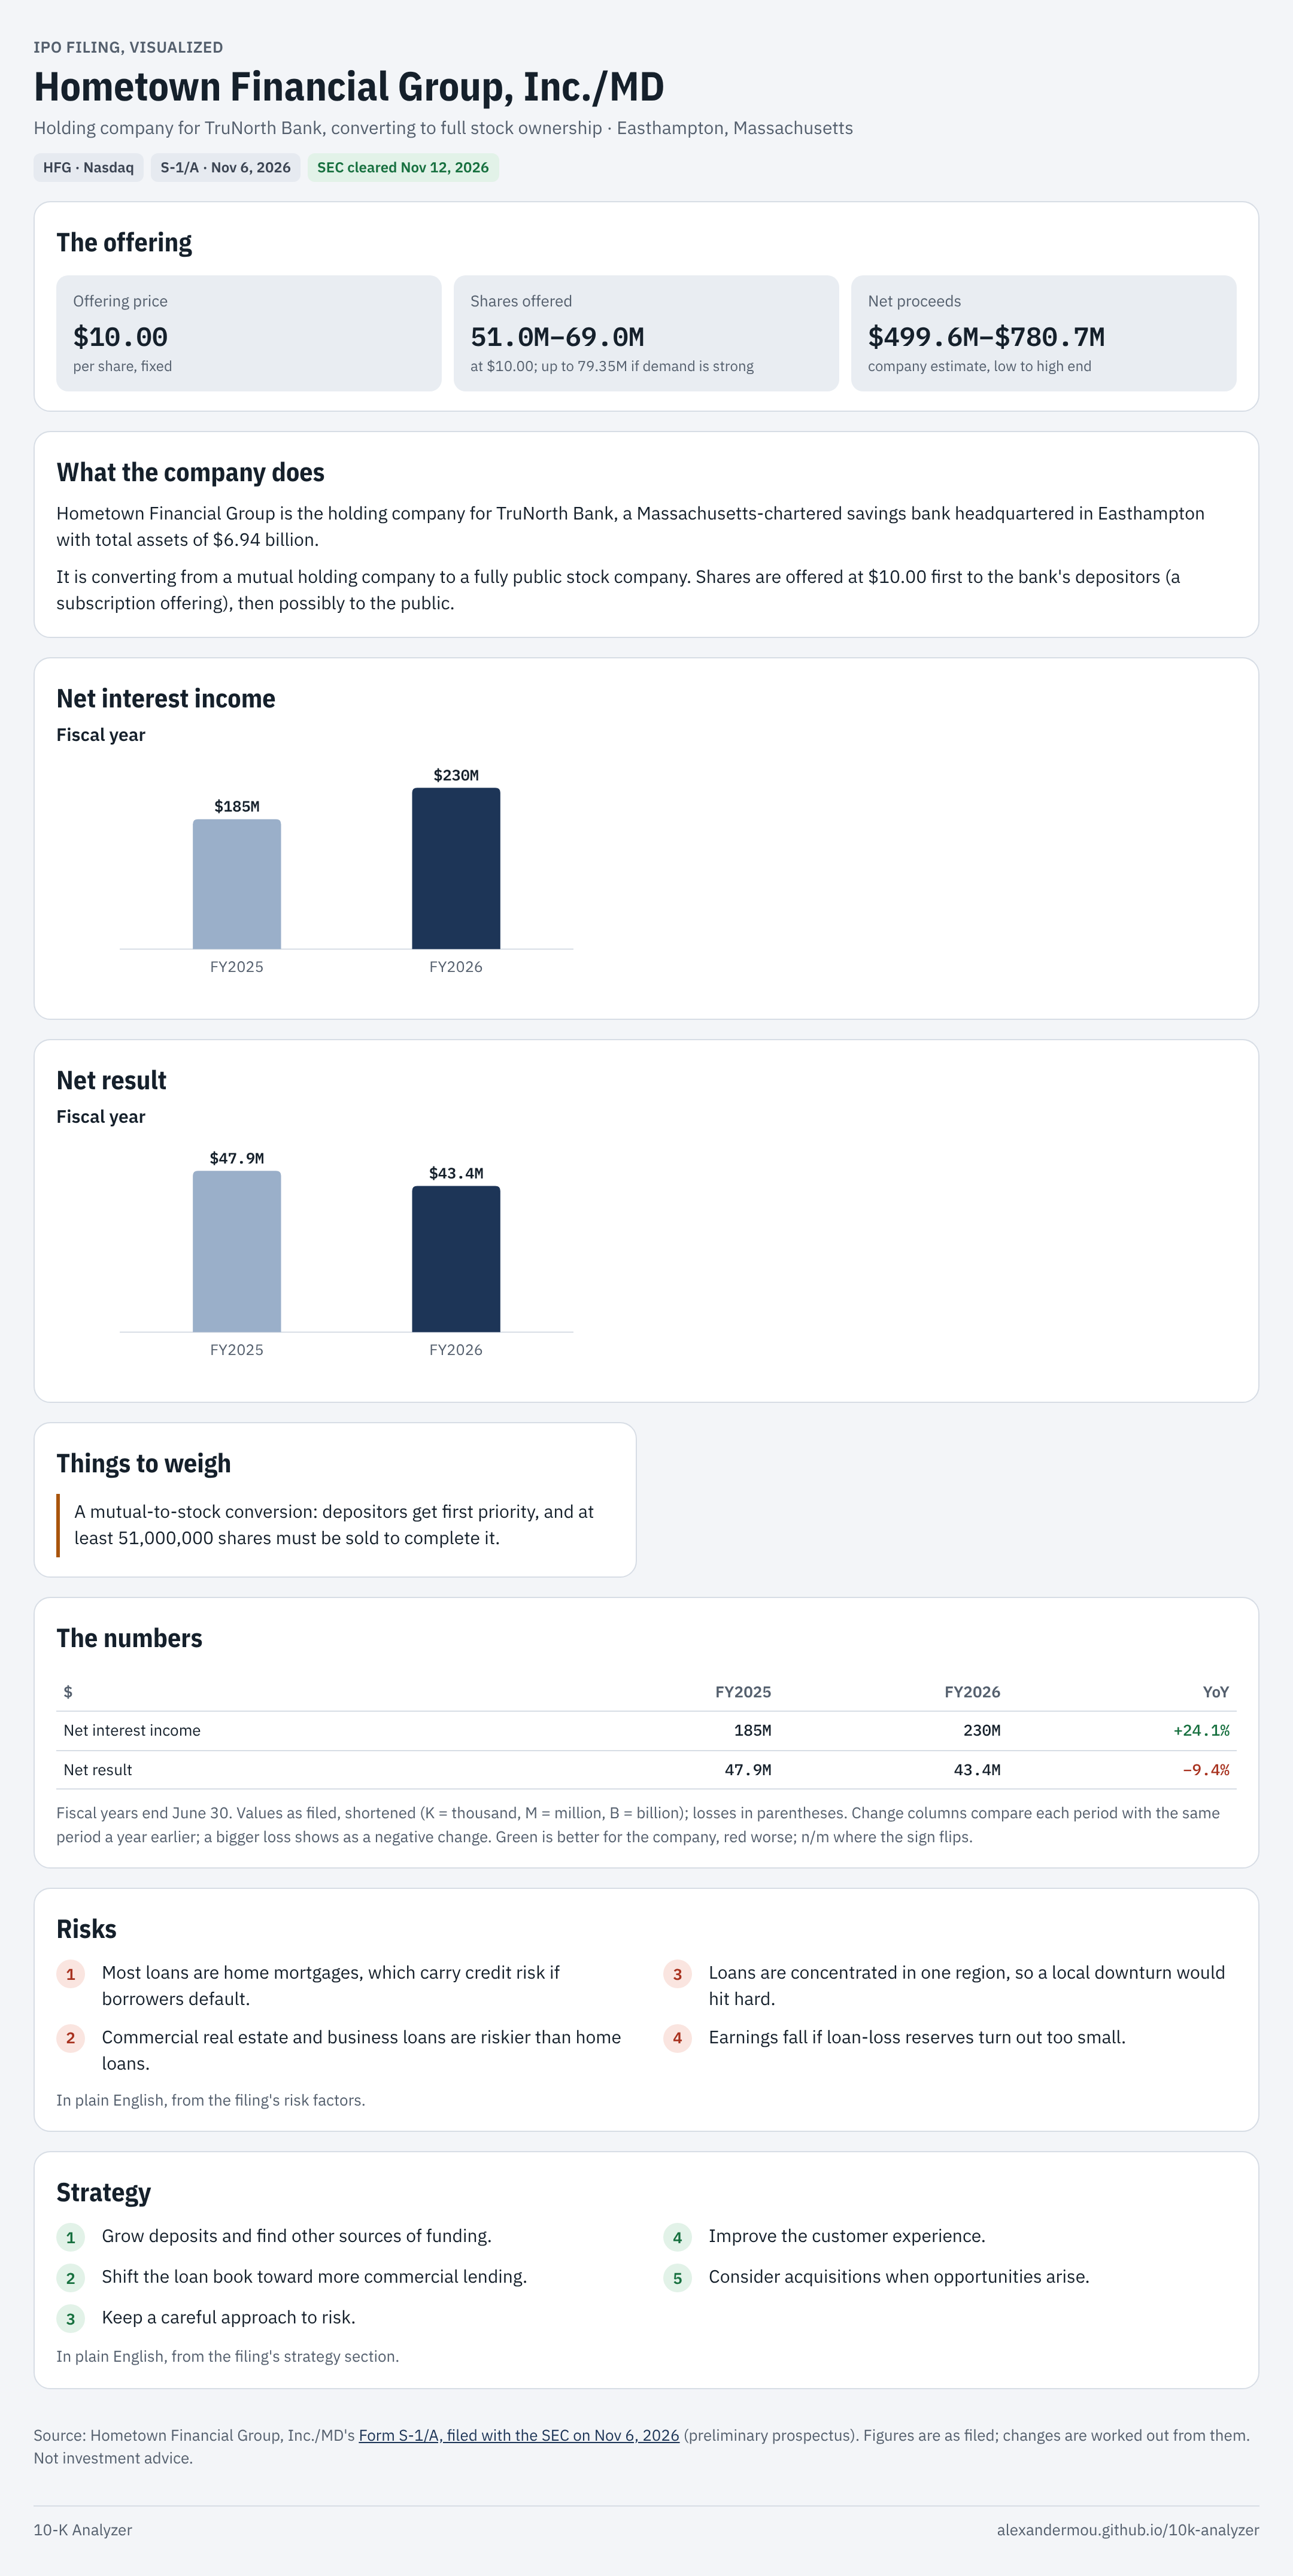 IPO FILING, VISUALIZED
Hometown Financial Group, Inc./MD
Holding company for TruNorth Bank, converting to full stock ownership · Easthampton, Massachusetts
HFG · Nasdaq
S-1/A · Nov 6, 2026
SEC cleared Nov 12, 2026
The offering
Offering price
$10.00
per share, fixed
Shares offered
51.0M–69.0M
at $10.00; up to 79.35M if demand is strong
Net proceeds
$499.6M–$780.7M
company estimate, low to high end
What the company does
Hometown Financial Group is the holding company for TruNorth Bank, a Massachusetts-chartered savings bank headquartered in Easthampton
with total assets of $6.94 billion.
It is converting from a mutual holding company to a fully public stock company. Shares are offered at $10.00 first to the bank's depositors (a
subscription offering), then possibly to the public.
Net interest income
Fiscal year
$185M
$230M
FY2025
FY2026
Net result
Fiscal year
$47.9M
$43.4M
FY2025
FY2026
Things to weigh
A mutual-to-stock conversion: depositors get first priority, and at
least 51,000,000 shares must be sold to complete it.
The numbers
$ FY2025 FY2026 YoY
Net interest income 185M 230M +24.1%
Net result 47.9M 43.4M −9.4%
Fiscal years end June 30. Values as filed, shortened (K = thousand, M = million, B = billion); losses in parentheses. Change columns compare each period with the same
period a year earlier; a bigger loss shows as a negative change. Green is better for the company, red worse; n/m where the sign flips.
Risks
1 Most loans are home mortgages, which carry credit risk if
borrowers default.
2 Commercial real estate and business loans are riskier than home
loans.
3 Loans are concentrated in one region, so a local downturn would
hit hard.
4 Earnings fall if loan-loss reserves turn out too small.
In plain English, from the filing's risk factors.
Strategy
1 Grow deposits and find other sources of funding.
2 Shift the loan book toward more commercial lending.
3 Keep a careful approach to risk.
4 Improve the customer experience.
5 Consider acquisitions when opportunities arise.
In plain English, from the filing's strategy section.
Source: Hometown Financial Group, Inc./MD's Form S-1/A, filed with the SEC on Nov 6, 2026 (preliminary prospectus). Figures are as filed; changes are worked out from them.
Not investment advice.
10-K Analyzer
alexandermou.github.io/10k-analyzer